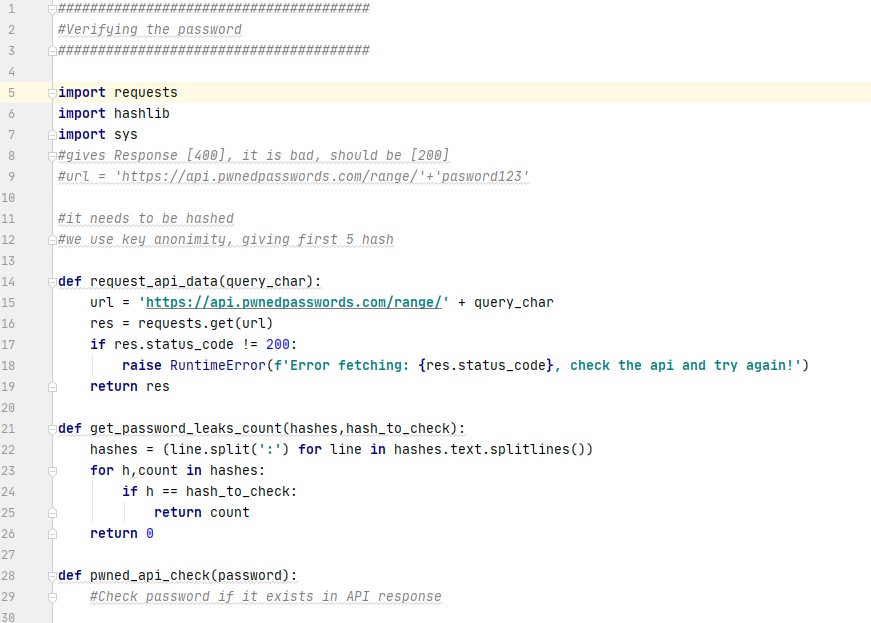 1 #######################################
2 #Verifying the password
3 #######################################
4
5 import requests
6 import hashlib
7 import sys
8 #gives Response [400], it is bad, should be [200]
9 #url = 'https://api.pwnedpasswords.com/range/'+'pasword123'
10
11 #it needs to be hashed
12 #we use key anonimity, giving first 5 hash
13
14 def request_api_data(query_char):
15     url = 'https://api.pwnedpasswords.com/range/' + query_char
16     res = requests.get(url)
17     if res.status_code != 200:
18         raise RuntimeError(f'Error fetching: {res.status_code}, check the api and try again!')
19     return res
20
21 def get_password_leaks_count(hashes,hash_to_check):
22     hashes = (line.split(':') for line in hashes.text.splitlines())
23     for h,count in hashes:
24         if h == hash_to_check:
25             return count
26     return 0
27
28 def pwned_api_check(password):
29     #Check password if it exists in API response
30